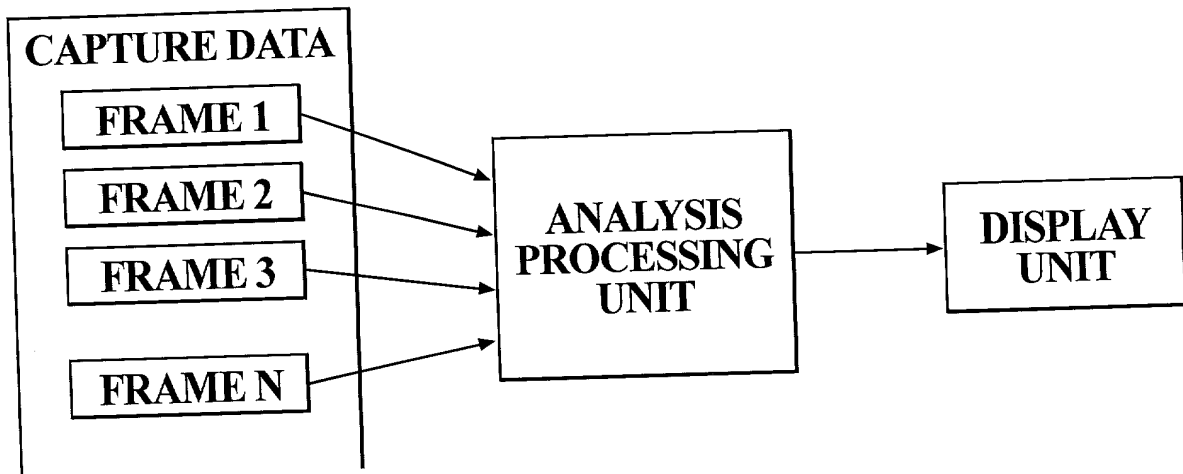 CAPTURE DATA
FRAME 1
FRAME 2
FRAME 3
FRAME N
ANALYSIS
PROCESSING
UNIT
DISPLAY
UNIT